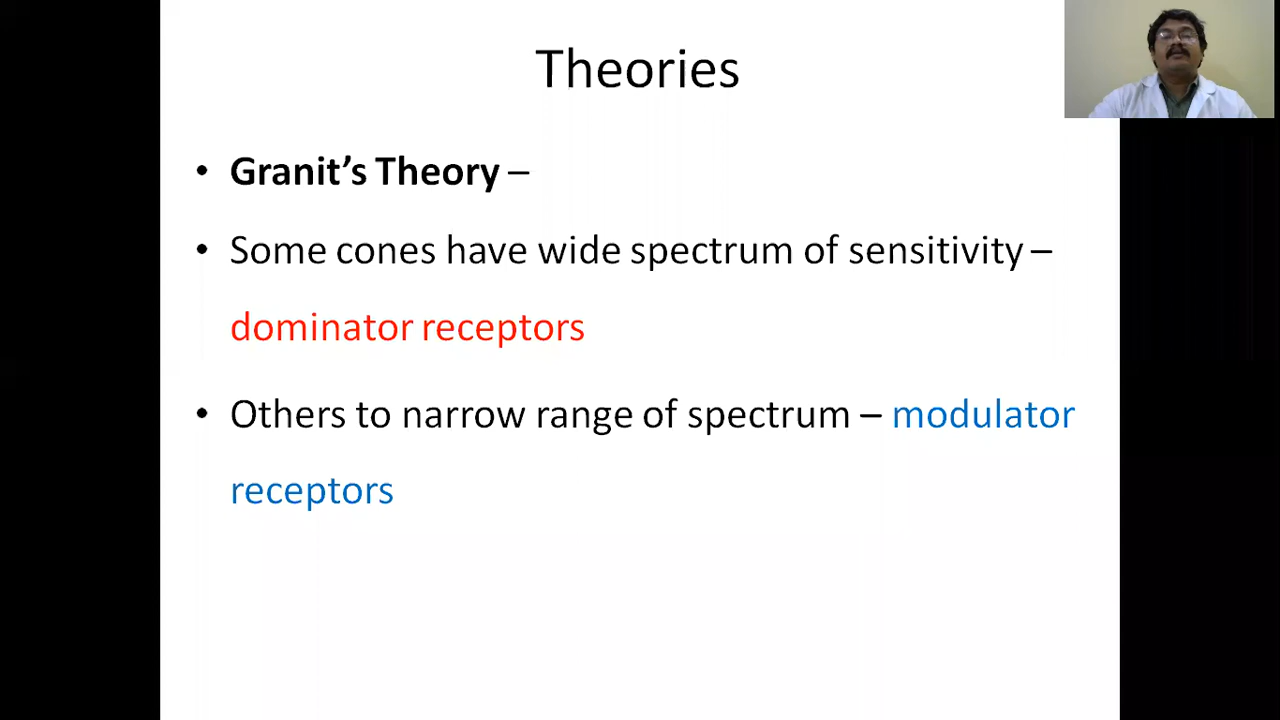 Theories
• Granit’s Theory –
• Some cones have wide spectrum of sensitivity –
dominator receptors
• Others to narrow range of spectrum – modulator
receptors